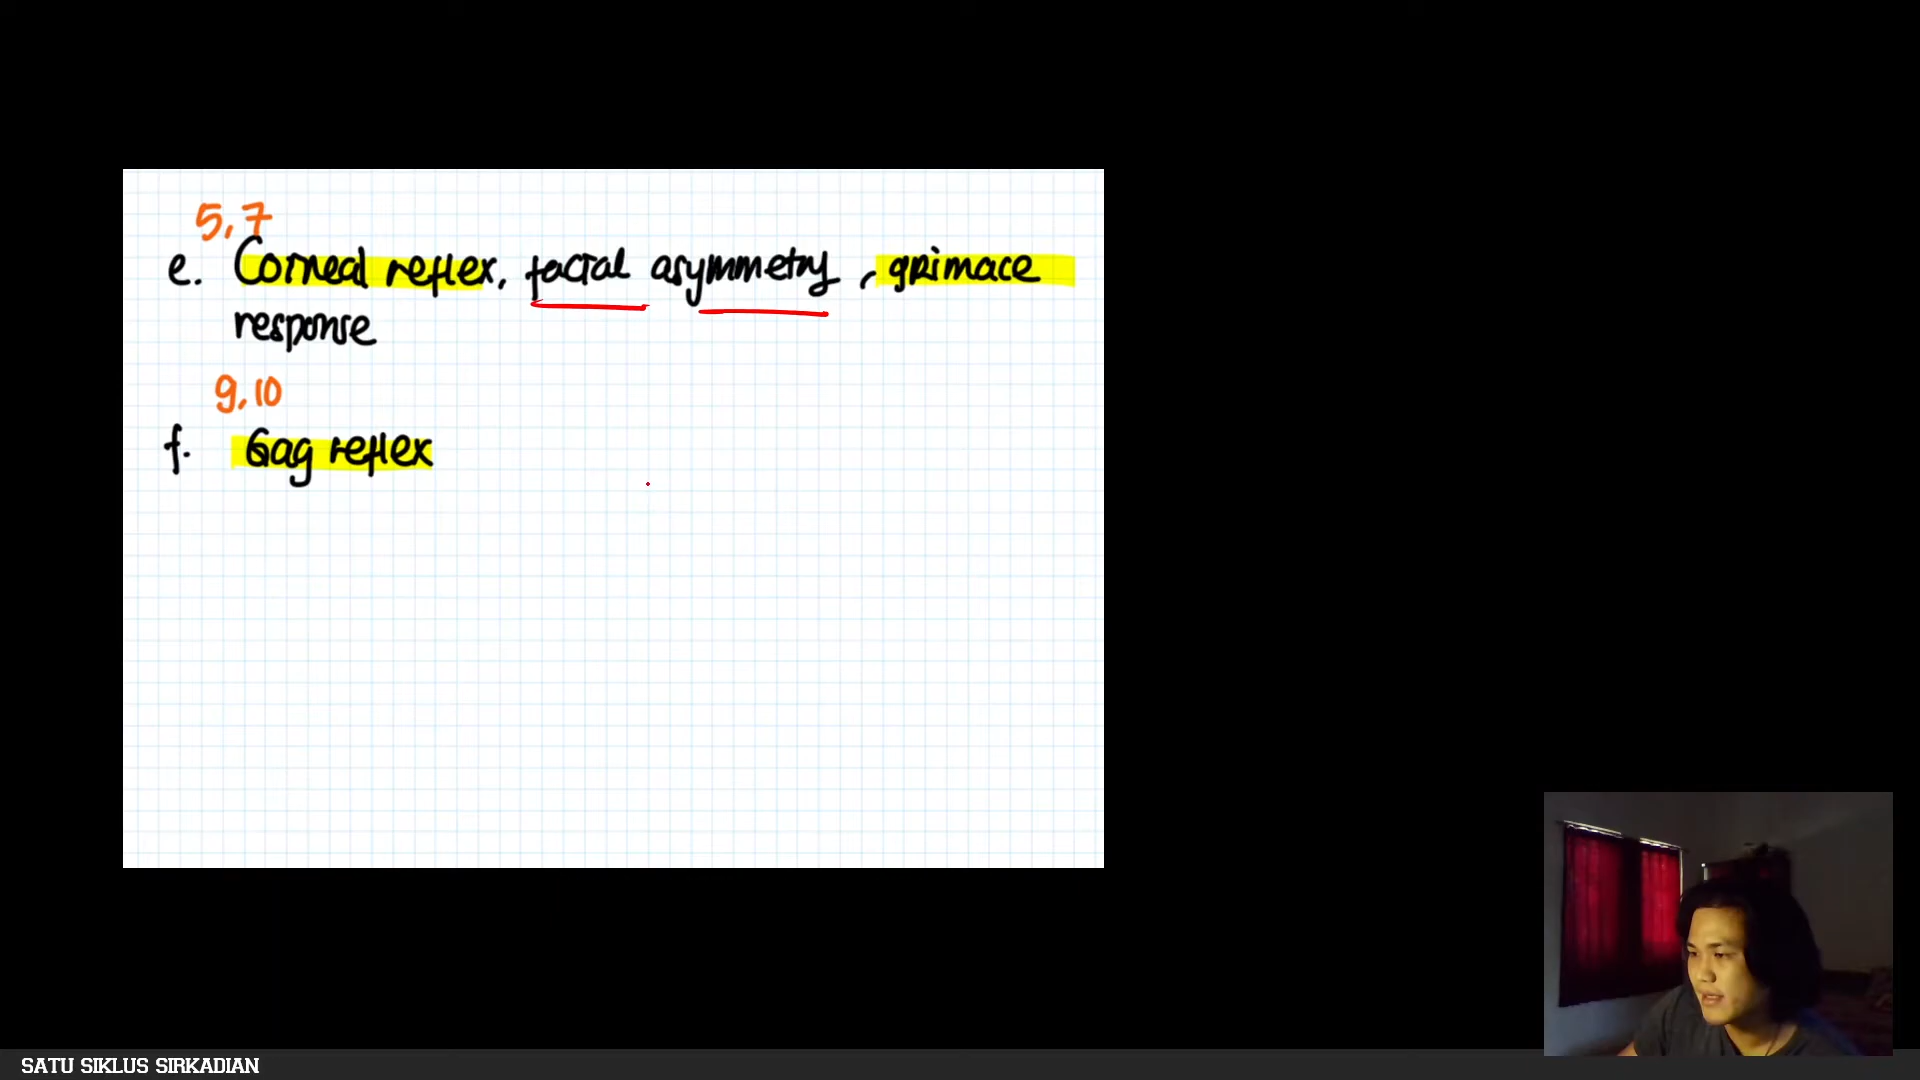 5, 7
e. Corneal reflex, facial asymmetry, grimace
response
9, 10
f. Gag reflex
SATU SIKLUS SIRKADIAN